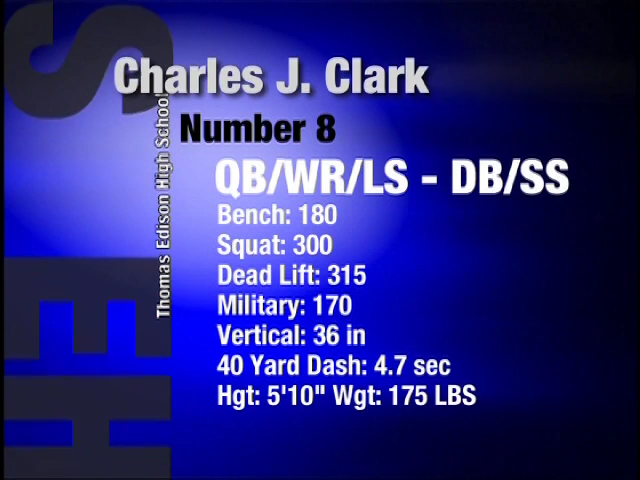 Charles J. Clark
Number 8
Thomas Edison High School
QB/WR/LS - DB/SS
Bench: 180
Squat: 300
Dead Lift: 315
Military: 170
Vertical: 36 in
40 Yard Dash: 4.7 sec
Hgt: 5'10" Wgt: 175 LBS
HES